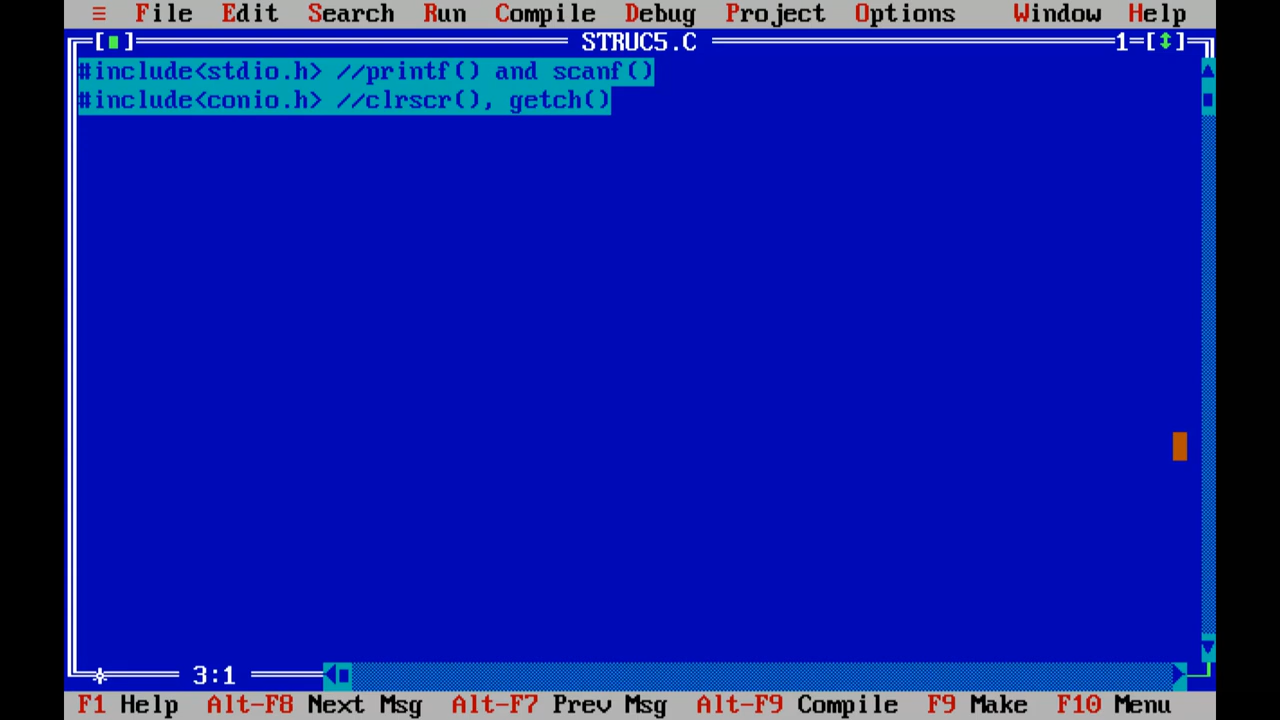 ≡ File Edit Search Run Compile Debug Project Options Window Help
[■] STRUC5.C 1=[↕]
#include<stdio.h> //printf() and scanf()
#include<conio.h> //clrscr(), getch()
3:1
F1 Help Alt-F8 Next Msg Alt-F7 Prev Msg Alt-F9 Compile F9 Make F10 Menu